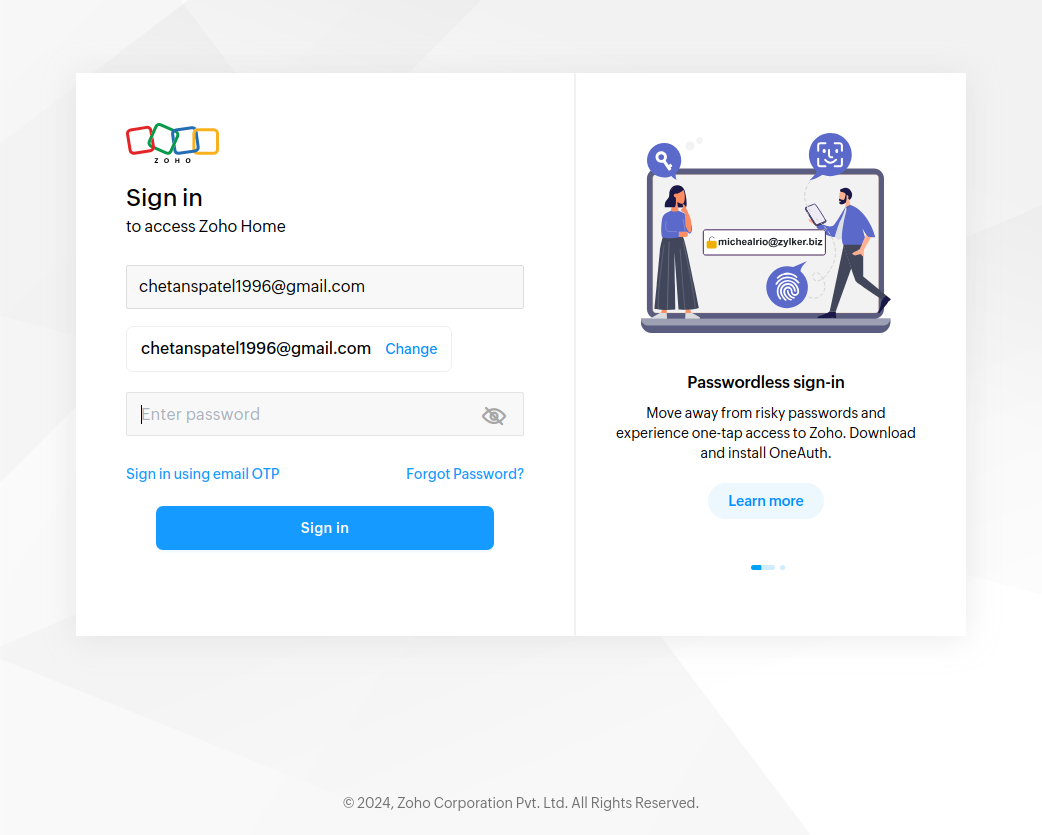 ZOHO
Sign in
to access Zoho Home
chetanspatel1996@gmail.com
chetanspatel1996@gmail.com Change
Enter password
Sign in using email OTP Forgot Password?
Sign in
michealrio@zylker.biz
Passwordless sign-in
Move away from risky passwords and
experience one-tap access to Zoho. Download
and install OneAuth.
Learn more
© 2024, Zoho Corporation Pvt. Ltd. All Rights Reserved.